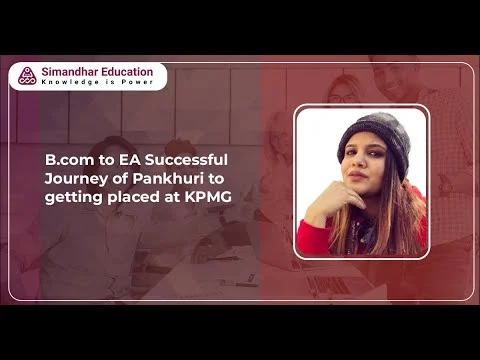 Simandhar Education
Knowledge is Power
B.com to EA Successful
Journey of Pankhuri to
getting placed at KPMG